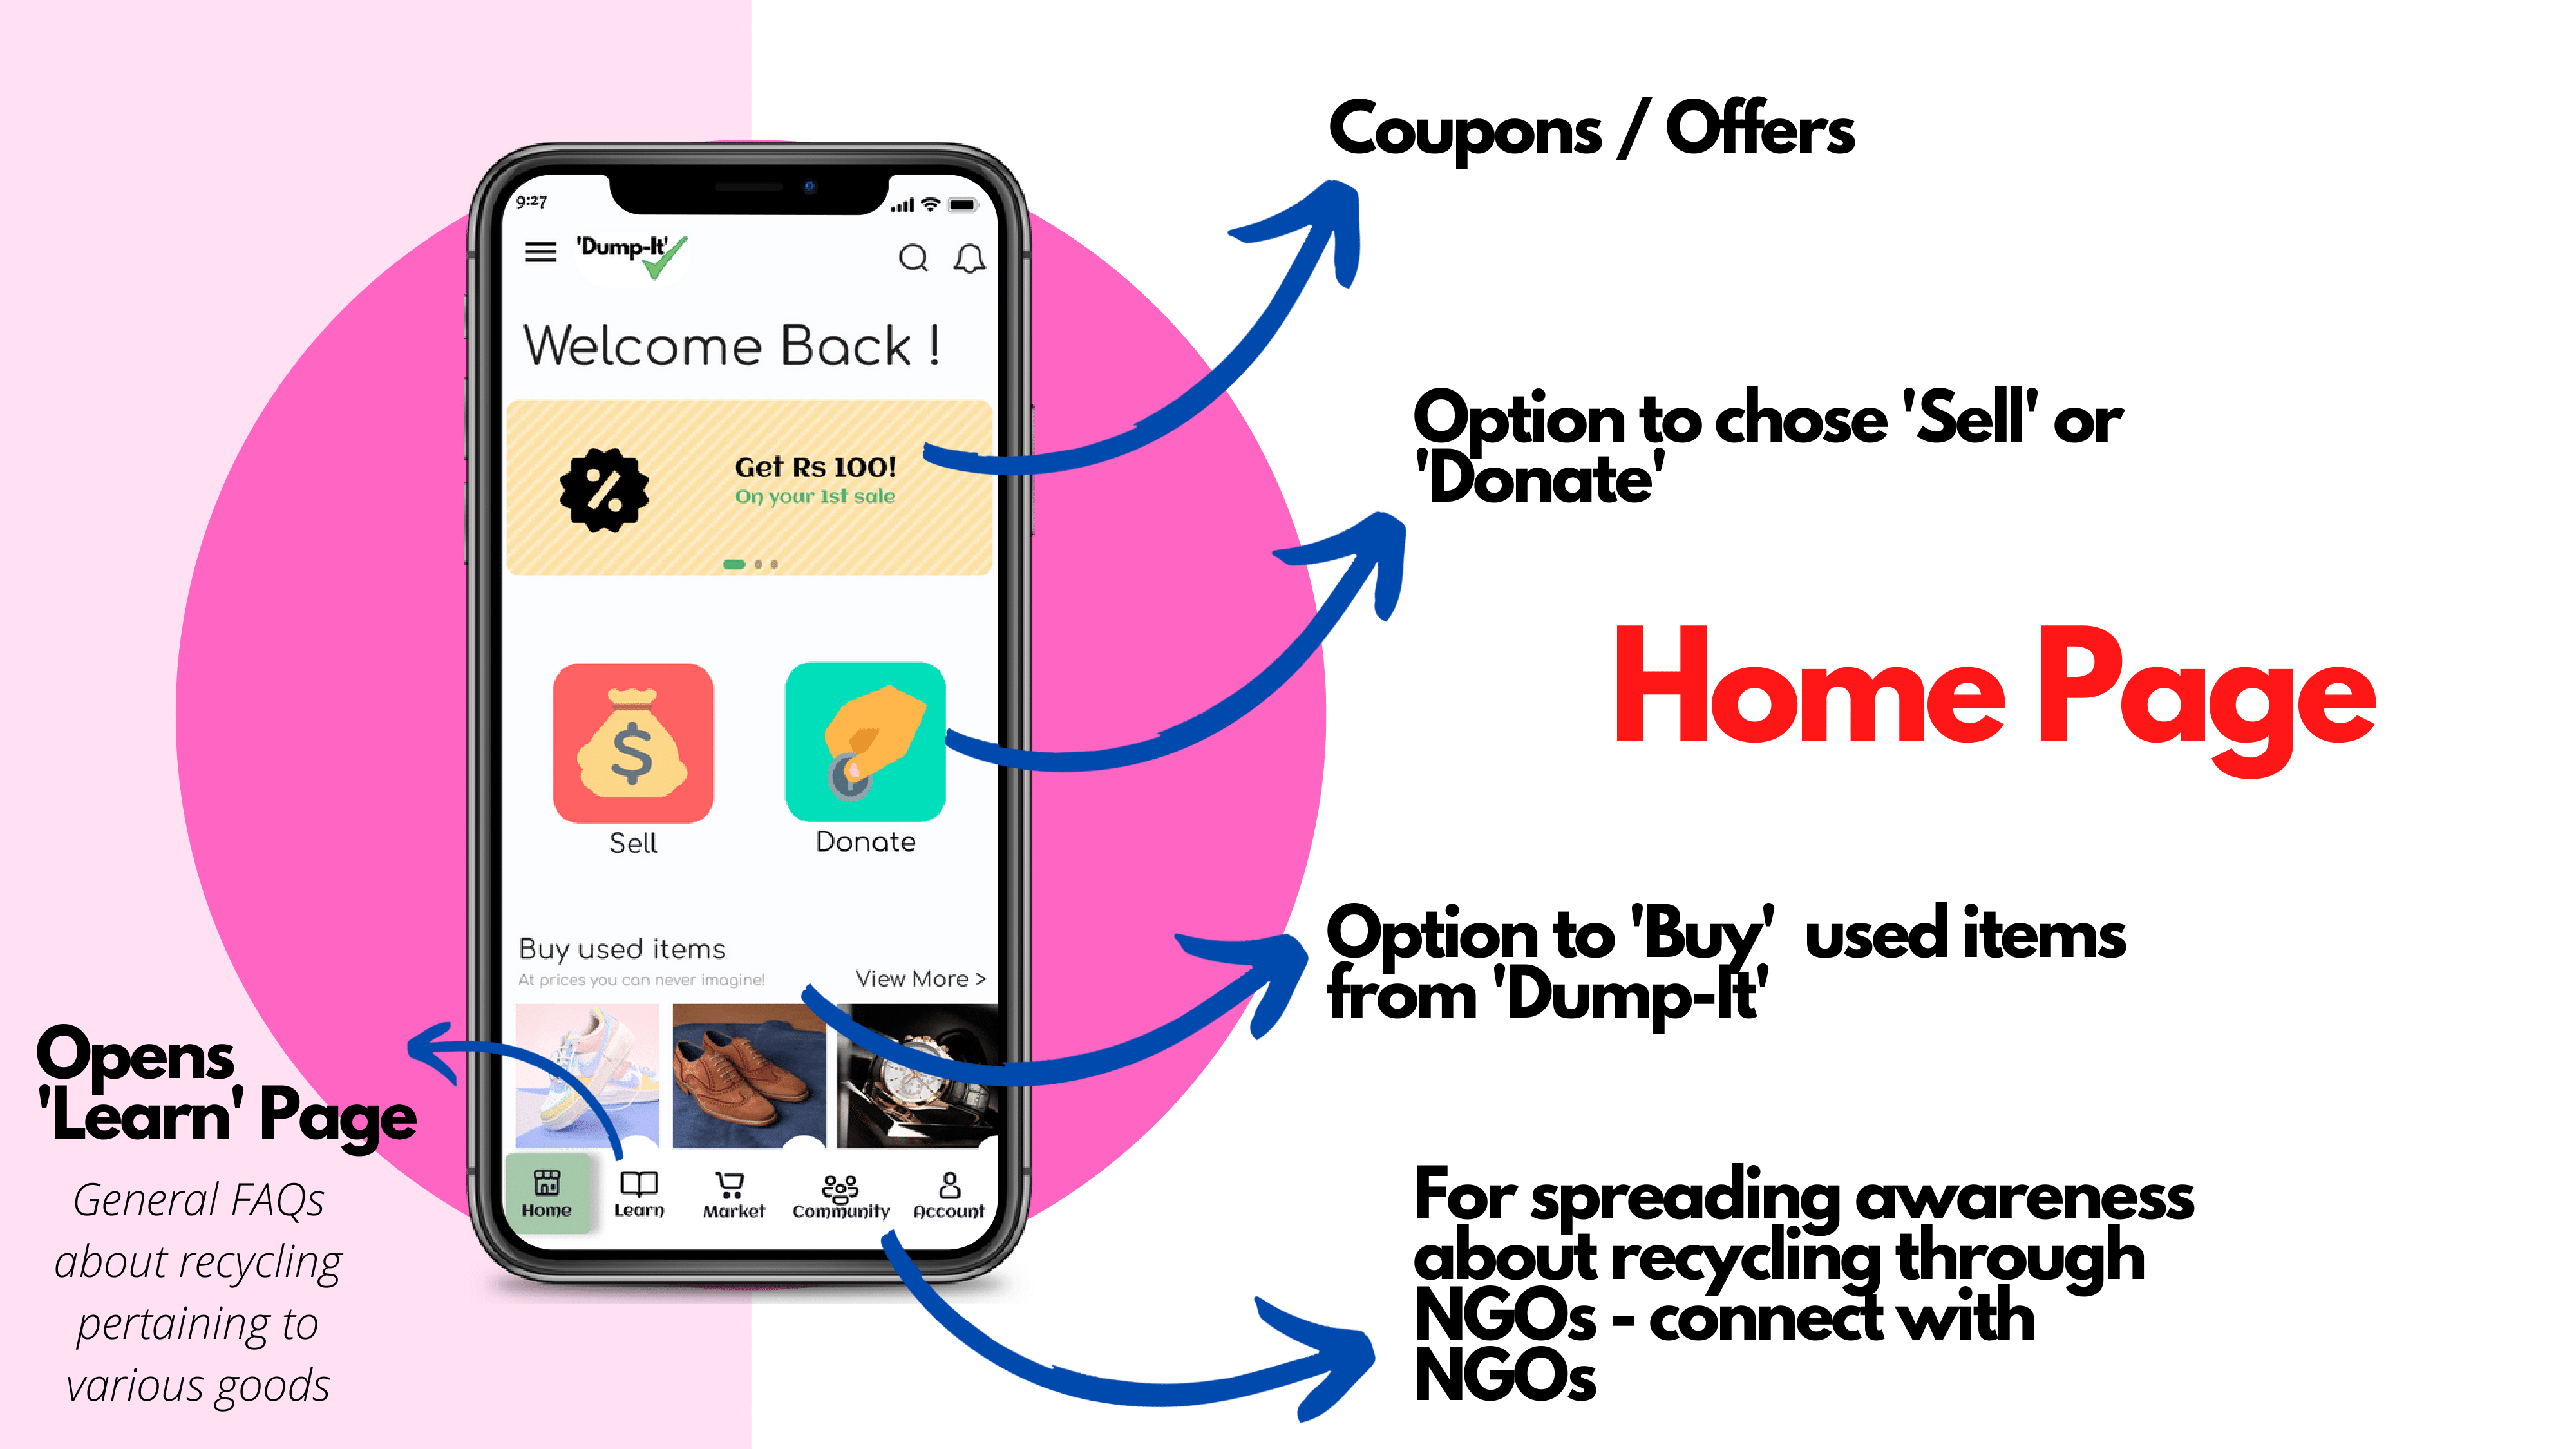 Coupons / Offers
9:27
'Dump-It'
Welcome Back !
Get Rs 100!
On your 1st sale
Option to chose 'Sell' or
'Donate'
Home Page
$
Sell
Donate
Buy used items
At prices you can never imagine!
View More >
Option to 'Buy'  used items
from 'Dump-It'
Opens
'Learn' Page
General FAQs
about recycling
pertaining to
various goods
Home
Learn
Market
Community
Account
For spreading awareness
about recycling through
NGOs - connect with
NGOs